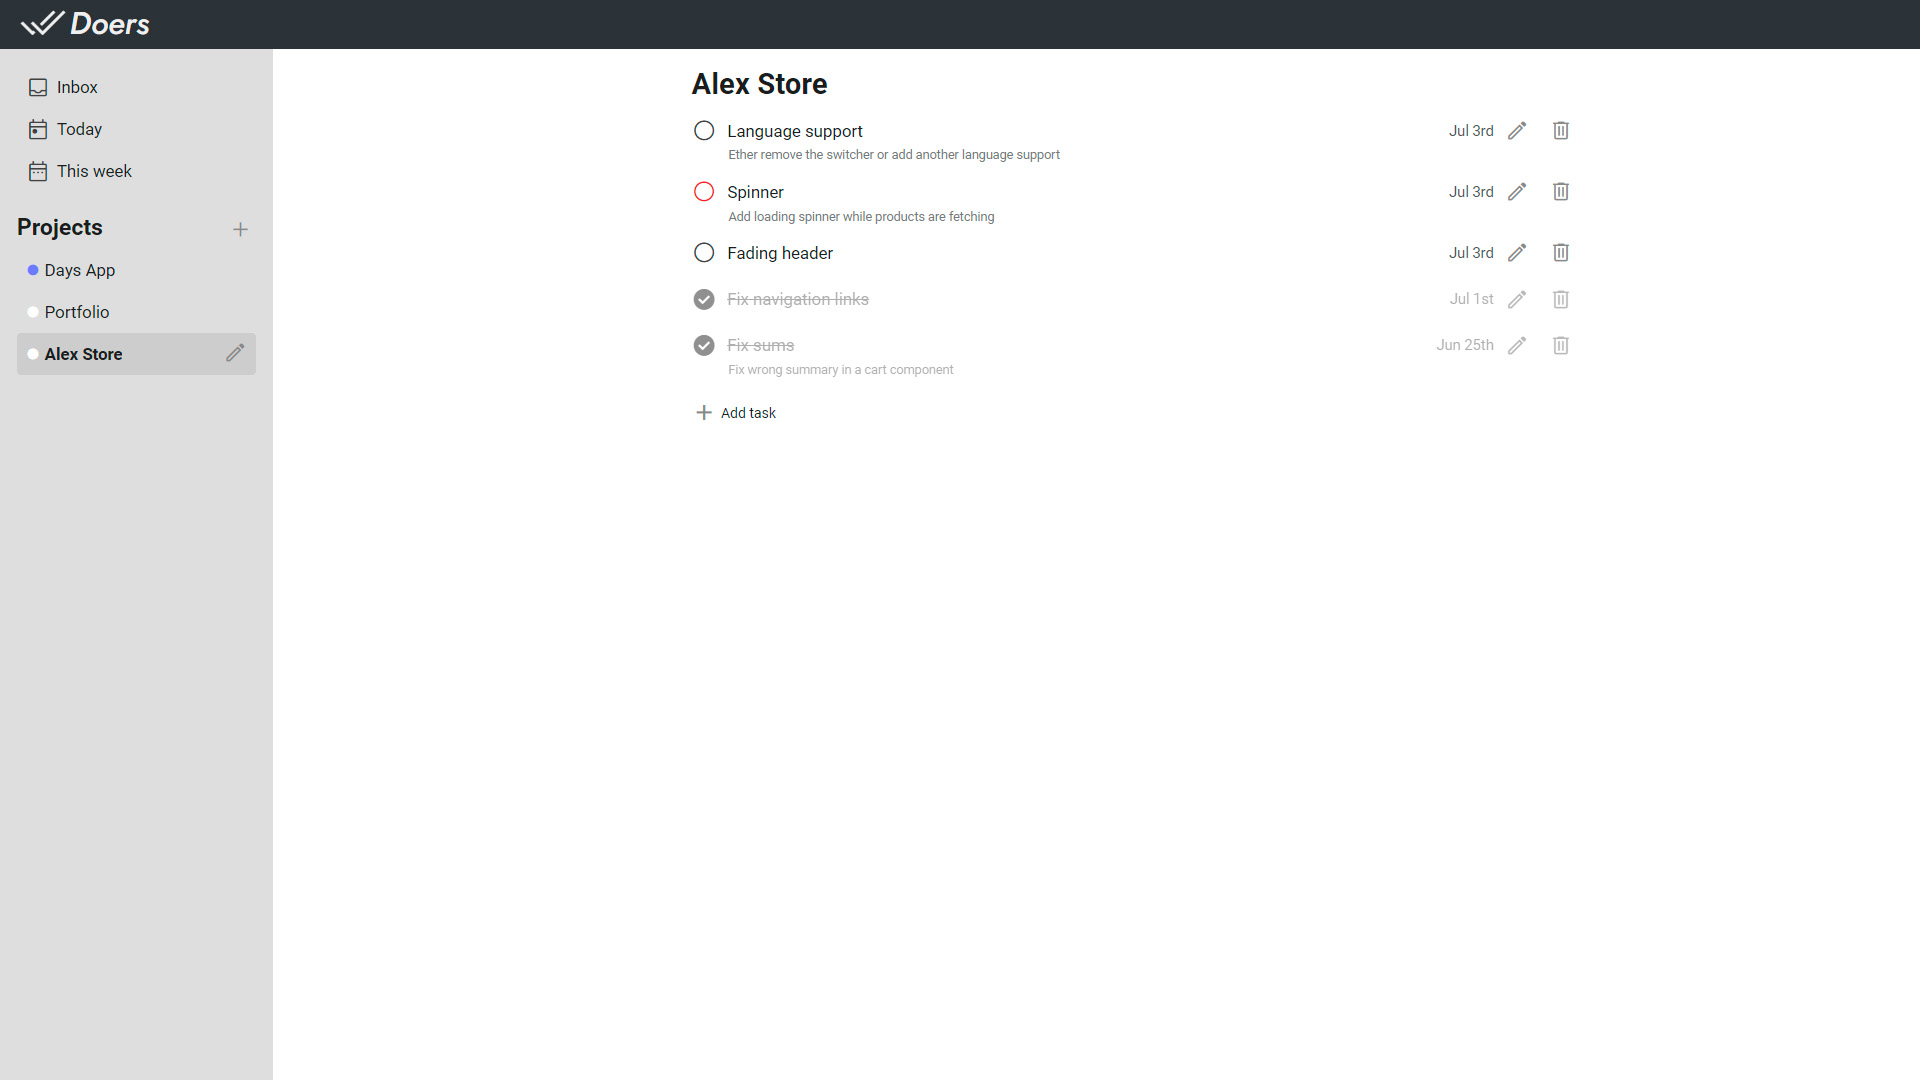 Doers
Inbox
Today
This week
Projects
Days App
Portfolio
Alex Store
Alex Store
Language support
Jul 3rd
Ether remove the switcher or add another language support
Spinner
Jul 3rd
Add loading spinner while products are fetching
Fading header
Jul 3rd
Fix navigation links
Jul 1st
Fix sums
Jun 25th
Fix wrong summary in a cart component
Add task